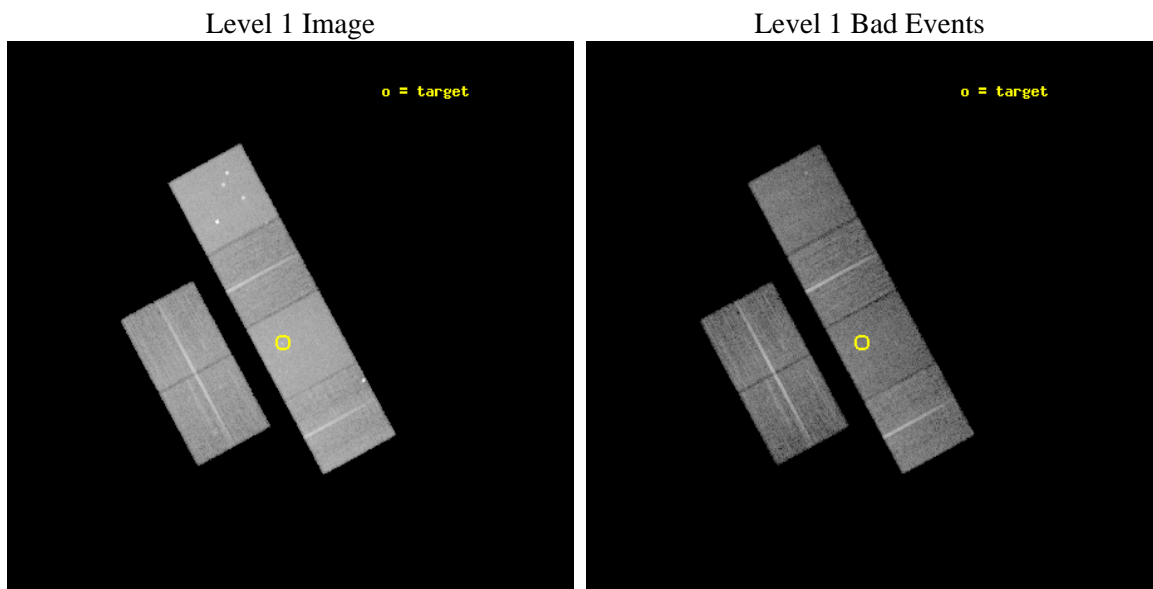 Level 1 Image
Level 1 Bad Events
o = target
o = target